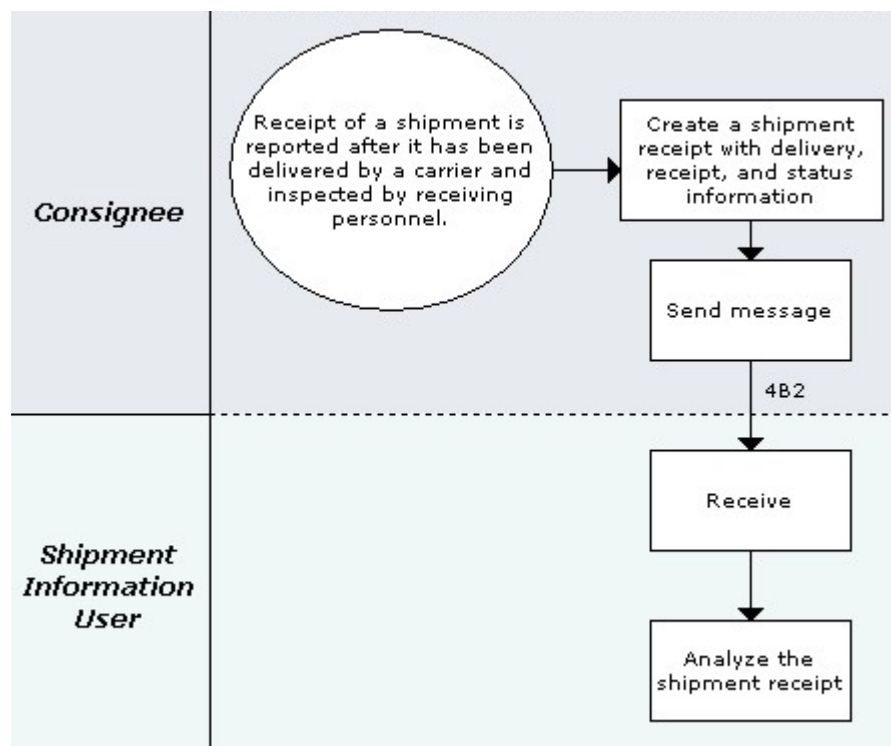 Consignee
Receipt of a shipment is
reported after it has been
delivered by a carrier and
inspected by receiving
personnel.
Create a shipment
receipt with delivery,
receipt, and status
information
Send message
4B2
Shipment
Information
User
Receive
Analyze the
shipment receipt